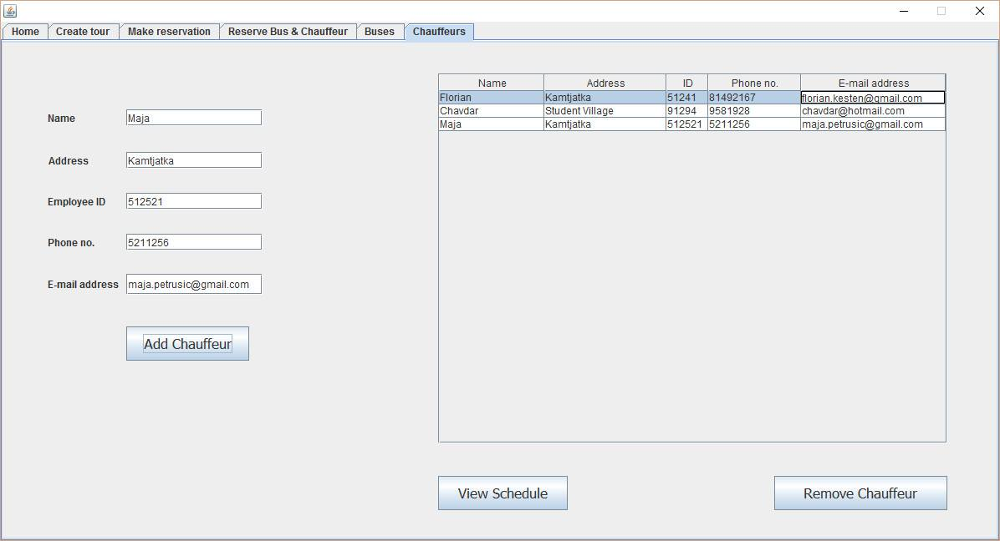 Home Create tour Make reservation Reserve Bus & Chauffeur Buses Chauffeurs
Name Maja
Address Kamtjatka
Employee ID 512521
Phone no. 5211256
E-mail address maja.petrusic@gmail.com
Add Chauffeur
Name Address ID Phone no. E-mail address
Florian Kamtjatka 51241 81492167 florian.kesten@gmail.com
Chavdar Student Village 91294 9581928 chavdar@hotmail.com
Maja Kamtjatka 512521 5211256 maja.petrusic@gmail.com
View Schedule Remove Chauffeur